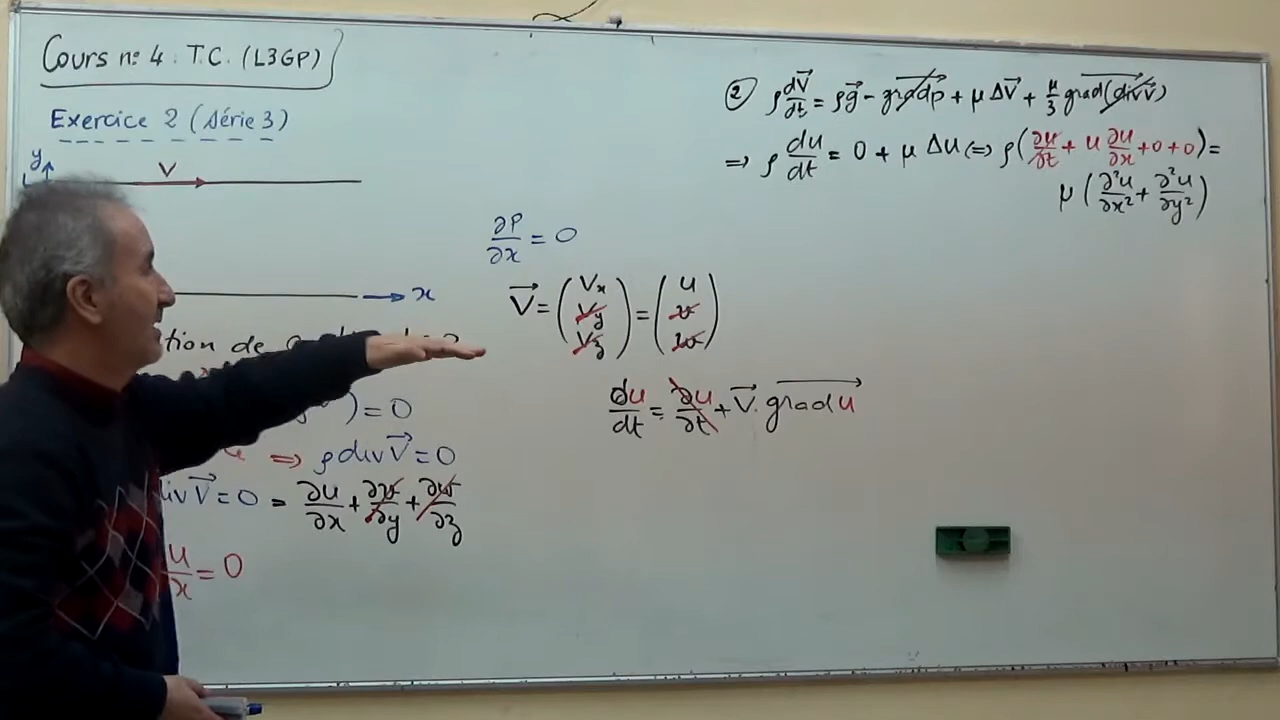 Cours n° 4 : T.C. (L3GP)
Exercice 2 (Série 3)
y
V
x
∂P/∂x = 0
V⃗ = (Vx Vy Vz) = (u v w)
du/dt = ∂u/∂t + V⃗. grad u
tion de
) = 0
⇒ ρ div V⃗ = 0
div V⃗ = 0 = ∂u/∂x + ∂v/∂y + ∂w/∂z
u/x = 0
② ρ dV⃗/dt = ρg⃗ - grad p + μ ΔV⃗ + μ/3 grad(div V⃗)
⇒ ρ du/dt = 0 + μ Δu ⇔ ρ(∂u/∂t + u ∂u/∂x + 0 + 0) =
μ (∂²u/∂x² + ∂²u/∂y²)